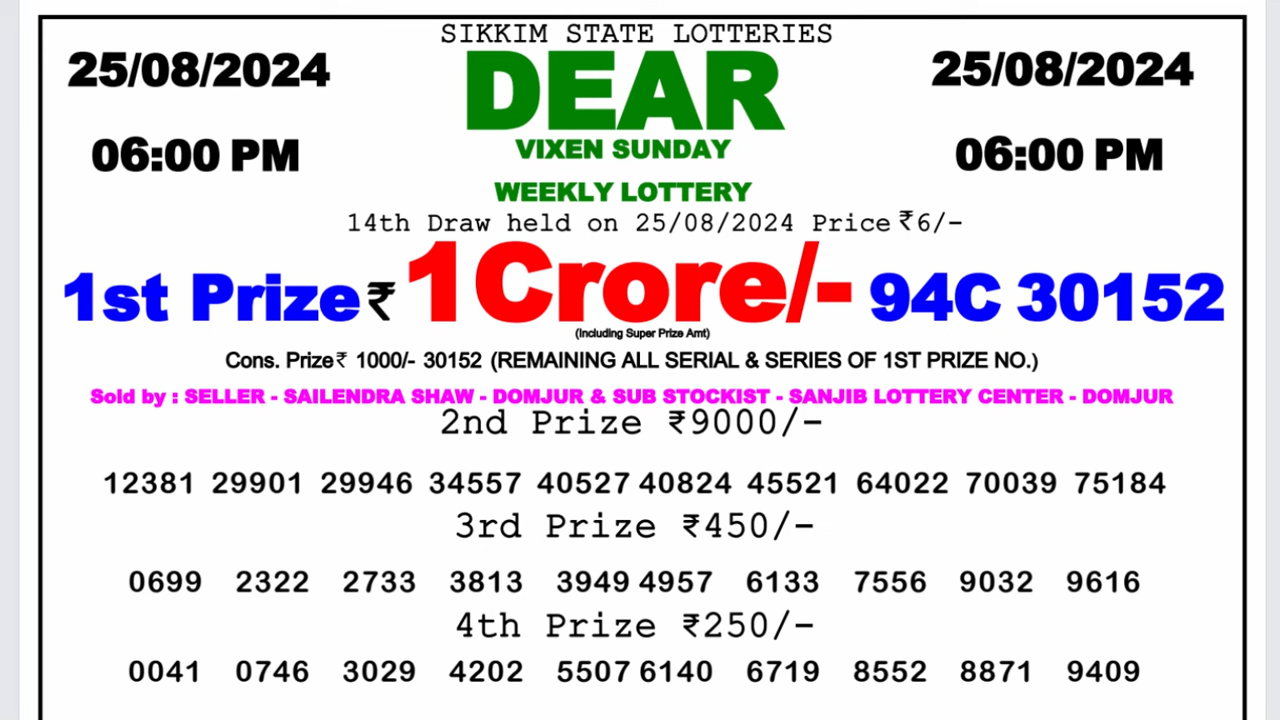 SIKKIM STATE LOTTERIES
25/08/2024 DEAR 25/08/2024
06:00 PM VIXEN SUNDAY 06:00 PM
WEEKLY LOTTERY
14th Draw held on 25/08/2024 Price ₹6/-
1st Prize ₹ 1Crore/- 94C 30152
(Including Super Prize Amt)
Cons. Prize ₹ 1000/- 30152 (REMAINING ALL SERIAL & SERIES OF 1ST PRIZE NO.)
Sold by : SELLER - SAILENDRA SHAW - DOMJUR & SUB STOCKIST - SANJIB LOTTERY CENTER - DOMJUR
2nd Prize ₹9000/-
12381 29901 29946 34557 40527 40824 45521 64022 70039 75184
3rd Prize ₹450/-
0699 2322 2733 3813 3949 4957 6133 7556 9032 9616
4th Prize ₹250/-
0041 0746 3029 4202 5507 6140 6719 8552 8871 9409